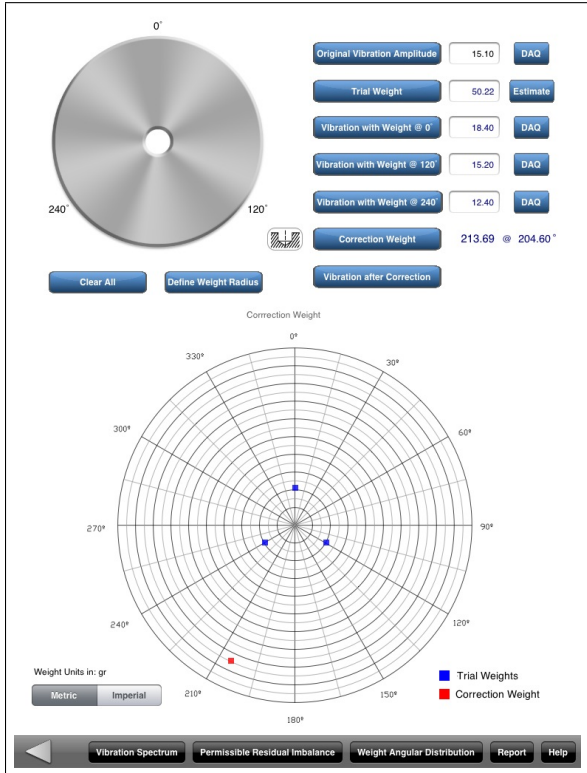 0°
240°
120°
Original Vibration Amplitude 15.10 DAQ
Trial Weight 50.22 Estimate
Vibration with Weight @ 0° 18.40 DAQ
Vibration with Weight @ 120° 15.20 DAQ
Vibration with Weight @ 240° 12.40 DAQ
Correction Weight 213.69 @ 204.60 °
Clear All Define Weight Radius Vibration after Correction
Corrrection Weight
0°
330° 30°
300° 60°
270° 90°
240° 120°
210° 150°
180°
Weight Units in: gr
Metric Imperial
Trial Weights
Correction Weight
Vibration Spectrum Permissible Residual Imbalance Weight Angular Distribution Report Help